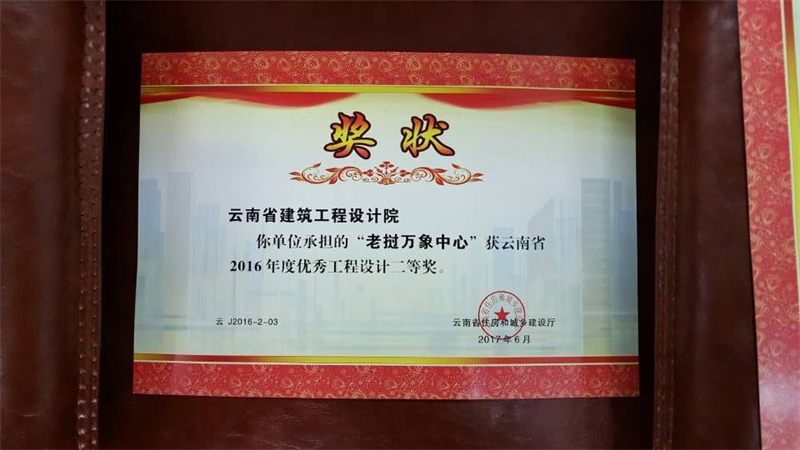 奖状
云南省建筑工程设计院
你单位承担的“老挝万象中心”获云南省
2016年度优秀工程设计二等奖。
云 J2016-2-03
云南省住房和城乡建设厅
2017年6月